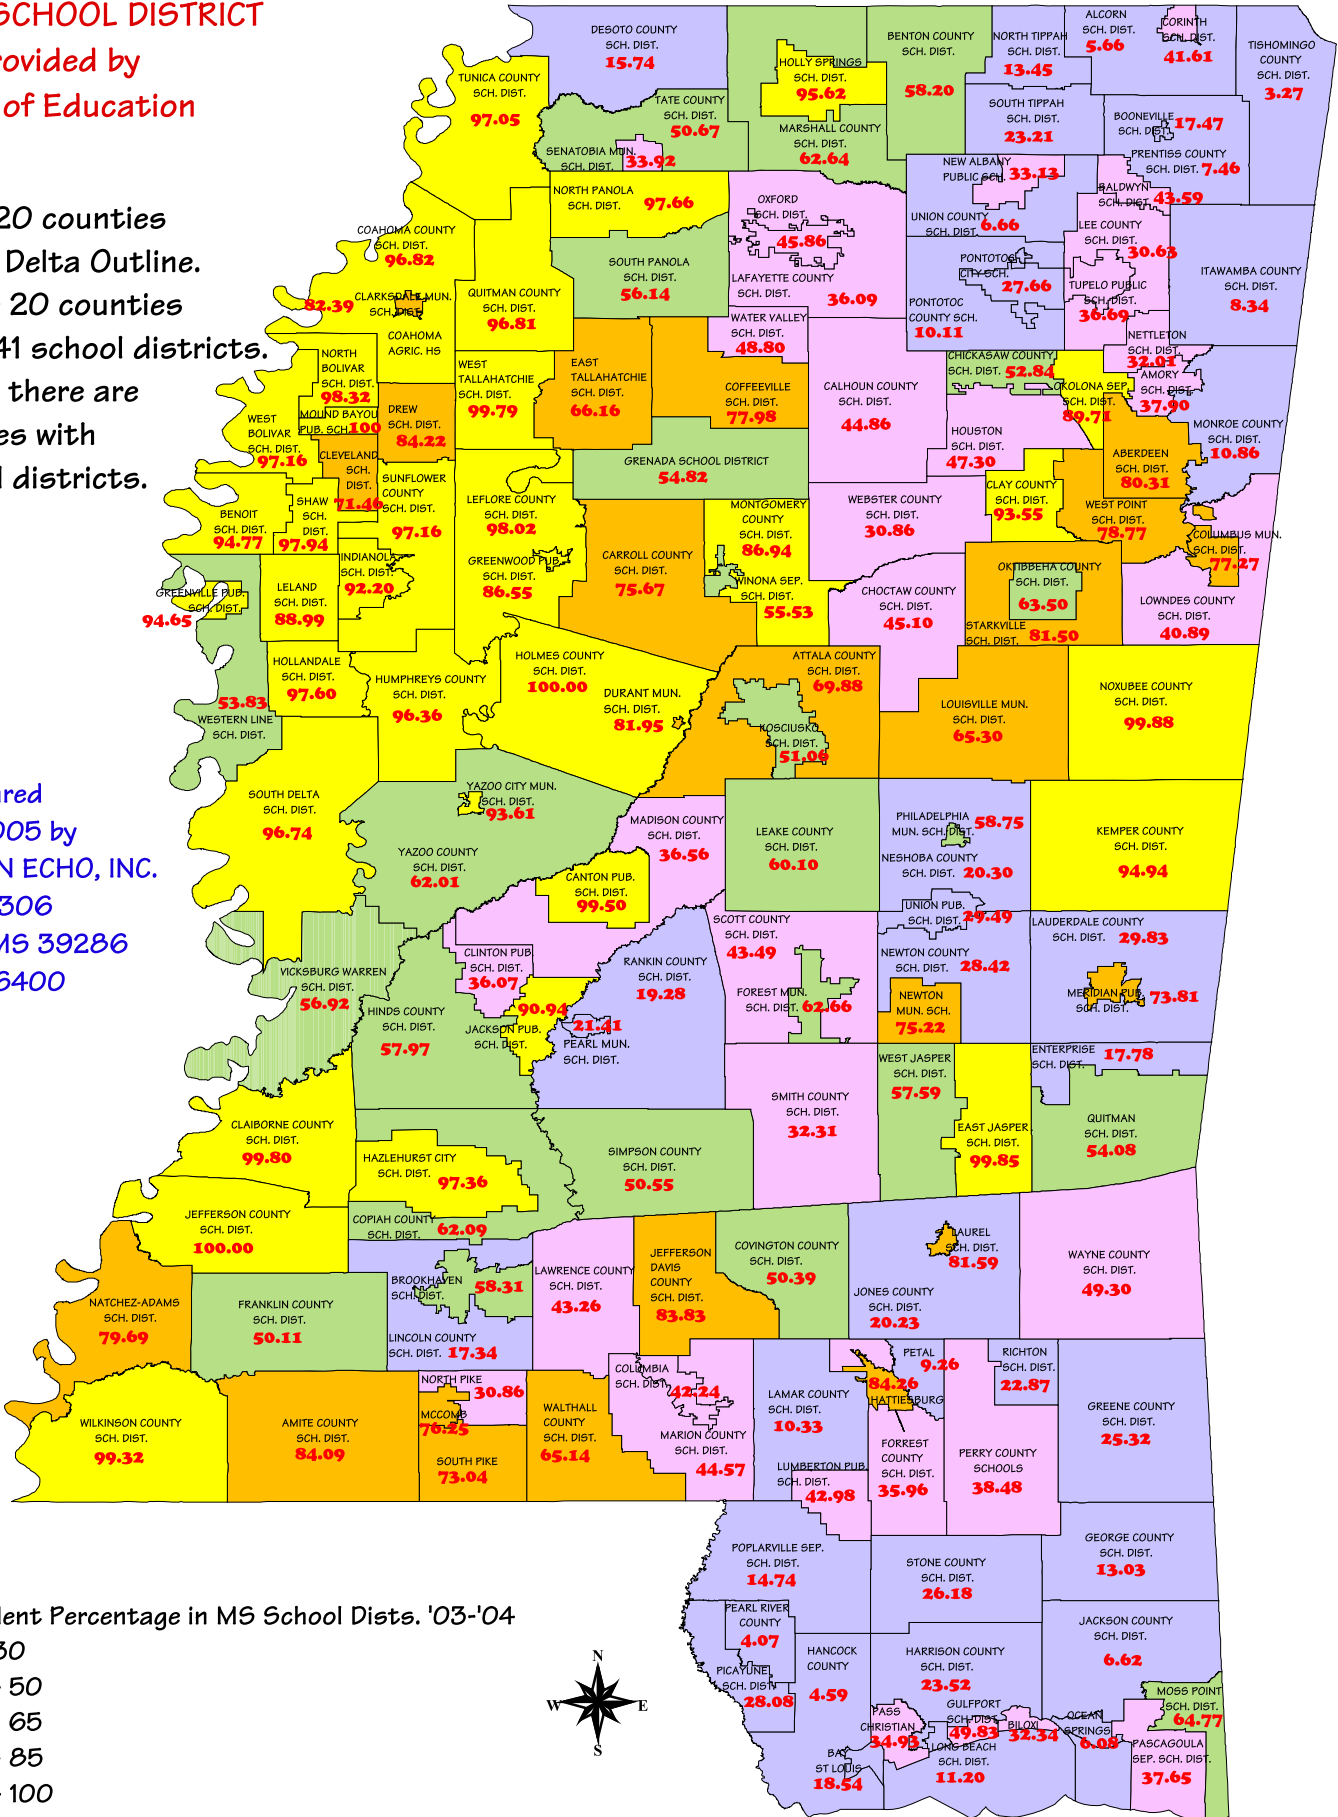 SCHOOL DISTRICT
rovided by
of Education
20 counties
Delta Outline.
20 counties
41 school districts.
there are
es with
l districts.
ured
005 by
N ECHO, INC.
306
MS 39286
6400
DESOTO COUNTY
SCH. DIST.
15.74
BENTON COUNTY
SCH. DIST.
58.20
NORTH TIPPAH
SCH. DIST.
13.45
ALCORN
SCH. DIST.
5.66
CORINTH
SCH. DIST.
41.61
TISHOMINGO
COUNTY
SCH. DIST.
3.27
TUNICA COUNTY
SCH. DIST.
97.05
HOLLY SPRINGS
SCH. DIST.
95.62
TATE COUNTY
SCH. DIST.
50.67
SENATOBIA MUN.
SCH. DIST.
33.92
MARSHALL COUNTY
SCH. DIST.
62.64
SOUTH TIPPAH
SCH. DIST.
23.21
BOONEVILLE
SCH. DIST.
17.47
PRENTISS COUNTY
SCH. DIST. 7.46
NEW ALBANY
PUBLIC SCH.
33.13
BALDWYN
SCH. DIST.
43.59
NORTH PANOLA
SCH. DIST.
97.66
OXFORD
SCH. DIST.
45.86
UNION COUNTY
SCH. DIST.
6.66
LEE COUNTY
SCH. DIST.
30.63
COAHOMA COUNTY
SCH. DIST.
96.82
SOUTH PANOLA
SCH. DIST.
56.14
LAFAYETTE COUNTY
SCH. DIST.
36.09
PONTOTOC
CITY SCH.
27.66
TUPELO PUBLIC
SCH. DIST.
36.69
ITAWAMBA COUNTY
SCH. DIST.
8.34
82.39
CLARKSDALE MUN.
SCH. DIST.
COAHOMA
AGRIC. HS
QUITMAN COUNTY
SCH. DIST.
96.81
PONTOTOC
COUNTY SCH.
10.11
WATER VALLEY
SCH. DIST.
48.80
NETTLETON
SCH. DIST.
32.01
NORTH
BOLIVAR
SCH. DIST.
98.32
WEST
TALLAHATCHIE
SCH. DIST.
99.79
EAST
TALLAHATCHIE
SCH. DIST.
66.16
COFFEEVILLE
SCH. DIST.
77.98
CALHOUN COUNTY
SCH. DIST.
44.86
CHICKASAW COUNTY
SCH. DIST. 52.84
OKOLONA SEP.
SCH. DIST.
89.71
AMORY
SCH. DIST.
37.90
MOUND BAYOU
PUB. SCH. 100
DREW
SCH. DIST.
84.22
WEST
BOLIVAR
SCH. DIST.
97.16
HOUSTON
SCH. DIST.
47.30
MONROE COUNTY
SCH. DIST.
10.86
CLEVELAND
SCH.
DIST.
71.46
GRENADA SCHOOL DISTRICT
54.82
ABERDEEN
SCH. DIST.
80.31
SUNFLOWER
COUNTY
SCH. DIST.
97.16
LEFLORE COUNTY
SCH. DIST.
98.02
CLAY COUNTY
SCH. DIST.
93.55
WEST POINT
SCH. DIST.
78.77
BENOIT
SCH. DIST.
94.77
SHAW
SCH.
DIST.
97.94
MONTGOMERY
COUNTY
SCH. DIST.
86.94
WEBSTER COUNTY
SCH. DIST.
30.86
COLUMBUS MUN.
SCH. DIST.
77.27
INDIANOLA
SCH. DIST.
92.20
GREENWOOD PUB.
SCH. DIST.
86.55
CARROLL COUNTY
SCH. DIST.
75.67
WINONA SEP.
SCH. DIST.
55.53
OKTIBBEHA COUNTY
SCH. DIST.
63.50
GREENVILLE PUB.
SCH. DIST.
94.65
LELAND
SCH. DIST.
88.99
CHOCTAW COUNTY
SCH. DIST.
45.10
STARKVILLE
SCH. DIST.
81.50
LOWNDES COUNTY
SCH. DIST.
40.89
HOLLANDALE
SCH. DIST.
97.60
HUMPHREYS COUNTY
SCH. DIST.
96.36
HOLMES COUNTY
SCH. DIST.
100.00
DURANT MUN.
SCH. DIST.
81.95
ATTALA COUNTY
SCH. DIST.
69.88
53.83
WESTERN LINE
SCH. DIST.
KOSCIUSKO
SCH. DIST.
51.06
LOUISVILLE MUN.
SCH. DIST.
65.30
NOXUBEE COUNTY
SCH. DIST.
99.88
SOUTH DELTA
SCH. DIST.
96.74
YAZOO CITY MUN.
SCH. DIST.
93.61
MADISON COUNTY
SCH. DIST.
36.56
LEAKE COUNTY
SCH. DIST.
60.10
PHILADELPHIA
MUN. SCH. DIST.
58.75
KEMPER COUNTY
SCH. DIST.
94.94
YAZOO COUNTY
SCH. DIST.
62.01
NESHOBA COUNTY
SCH. DIST. 20.30
CANTON PUB.
SCH. DIST.
99.50
UNION PUB.
SCH. DIST.
29.49
SCOTT COUNTY
SCH. DIST.
43.49
LAUDERDALE COUNTY
SCH. DIST. 29.83
VICKSBURG WARREN
SCH. DIST.
56.92
CLINTON PUB.
SCH. DIST.
36.07
RANKIN COUNTY
SCH. DIST.
19.28
NEWTON COUNTY
SCH. DIST.
28.42
HINDS COUNTY
SCH. DIST.
57.97
90.94
JACKSON PUB.
SCH. DIST.
21.41
PEARL MUN.
SCH. DIST.
FOREST MUN.
SCH. DIST.
62.66
NEWTON
MUN. SCH.
75.22
MERIDIAN PUB.
SCH. DIST.
73.81
WEST JASPER
SCH. DIST.
57.59
ENTERPRISE
SCH. DIST.
17.78
CLAIBORNE COUNTY
SCH. DIST.
99.80
SMITH COUNTY
SCH. DIST.
32.31
EAST JASPER
SCH. DIST.
99.85
QUITMAN
SCH. DIST.
54.08
HAZLEHURST CITY
SCH. DIST.
97.36
SIMPSON COUNTY
SCH. DIST.
50.55
JEFFERSON COUNTY
SCH. DIST.
100.00
COPIAH COUNTY
SCH. DIST.
62.09
JEFFERSON
DAVIS
COUNTY
SCH. DIST.
83.83
COVINGTON COUNTY
SCH. DIST.
50.39
LAUREL
SCH. DIST.
81.59
WAYNE COUNTY
SCH. DIST.
49.30
NATCHEZ-ADAMS
SCH. DIST.
79.69
FRANKLIN COUNTY
SCH. DIST.
50.11
BROOKHAVEN
SCH. DIST.
58.31
LAWRENCE COUNTY
SCH. DIST.
43.26
JONES COUNTY
SCH. DIST.
20.23
LINCOLN COUNTY
SCH. DIST. 17.34
NORTH PIKE
30.86
COLUMBIA
SCH. DIST.
42.24
PETAL
9.26
84.26
HATTIESBURG
RICHTON
SCH. DIST.
22.87
WILKINSON COUNTY
SCH. DIST.
99.32
AMITE COUNTY
SCH. DIST.
84.09
MCCOMB
76.25
WALTHALL
COUNTY
SCH. DIST.
65.14
LAMAR COUNTY
SCH. DIST.
10.33
GREENE COUNTY
SCH. DIST.
25.32
SOUTH PIKE
73.04
MARION COUNTY
SCH. DIST.
44.57
LUMBERTON PUB.
SCH. DIST.
42.98
FORREST
COUNTY
SCH. DIST.
35.96
PERRY COUNTY
SCHOOLS
38.48
POPLARVILLE SEP.
SCH. DIST.
14.74
STONE COUNTY
SCH. DIST.
26.18
GEORGE COUNTY
SCH. DIST.
13.03
PEARL RIVER
COUNTY
4.07
HANCOCK
COUNTY
4.59
HARRISON COUNTY
SCH. DIST.
23.52
JACKSON COUNTY
SCH. DIST.
6.62
PICAYUNE
SCH. DIST.
28.08
PASS
CHRISTIAN
34.93
GULFPORT
SCH. DIST.
49.83
BILOXI
32.34
OCEAN
SPRINGS
6.08
MOSS POINT
SCH. DIST.
64.77
BAY
ST LOUIS
18.54
LONG BEACH
SCH. DIST.
11.20
PASCAGOULA
SEP. SCH. DIST.
37.65
dent Percentage in MS School Dists. '03-'04
30
- 50
65
- 85
- 100
N
W E
S